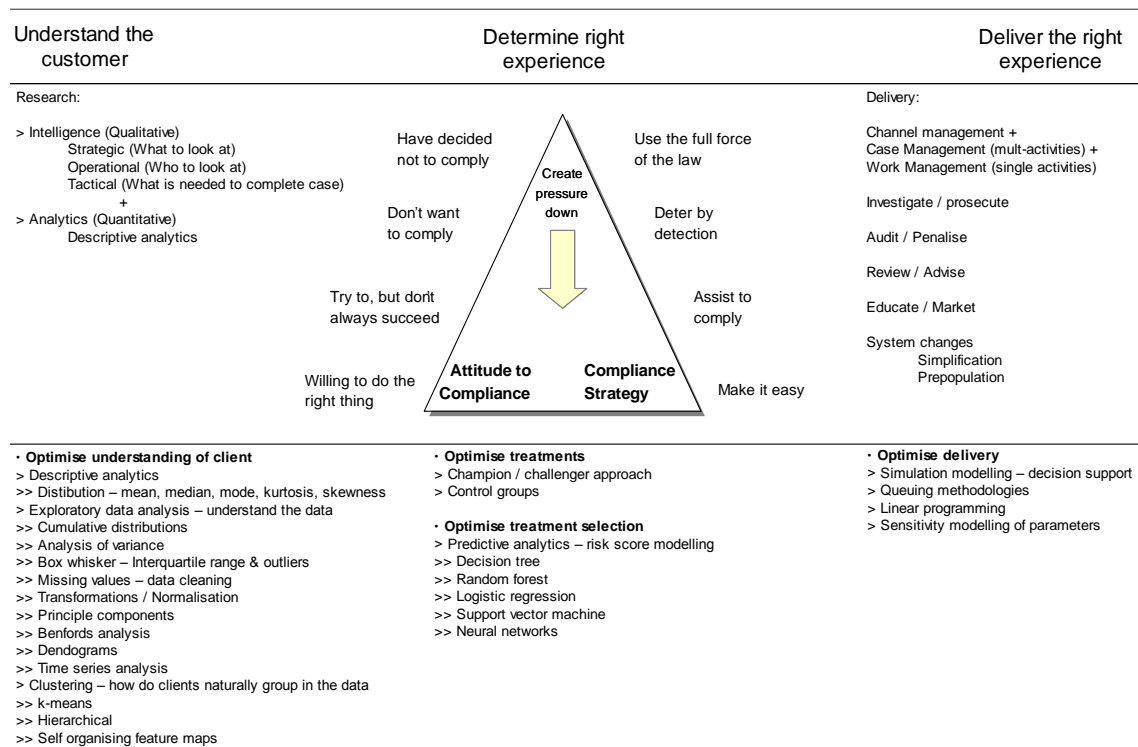 Understand the
customer
Determine right
experience
Deliver the right
experience
Research:
> Intelligence (Qualitative)
Strategic (What to look at)
Operational (Who to look at)
Tactical (What is needed to complete case)
+
> Analytics (Quantitative)
Descriptive analytics
Have decided
not to comply
Don't want
to comply
Try to, but don't
always succeed
Willing to do the
right thing
Create
pressure
down
Attitude to
Compliance
Compliance
Strategy
Use the full force
of the law
Deter by
detection
Assist to
comply
Make it easy
Delivery:
Channel management +
Case Management (mult-activities) +
Work Management (single activities)
Investigate / prosecute
Audit / Penalise
Review / Advise
Educate / Market
System changes
Simplification
Prepopulation
· Optimise understanding of client
> Descriptive analytics
>> Distibution – mean, median, mode, kurtosis, skewness
> Exploratory data analysis – understand the data
>> Cumulative distributions
>> Analysis of variance
>> Box whisker – Interquartile range & outliers
>> Missing values – data cleaning
>> Transformations / Normalisation
>> Principle components
>> Benfords analysis
>> Dendograms
>> Time series analysis
> Clustering – how do clients naturally group in the data
>> k-means
>> Hierarchical
>> Self organising feature maps
· Optimise treatments
> Champion / challenger approach
> Control groups
· Optimise treatment selection
> Predictive analytics – risk score modelling
>> Decision tree
>> Random forest
>> Logistic regression
>> Support vector machine
>> Neural networks
· Optimise delivery
> Simulation modelling – decision support
> Queuing methodologies
> Linear programming
> Sensitivity modelling of parameters